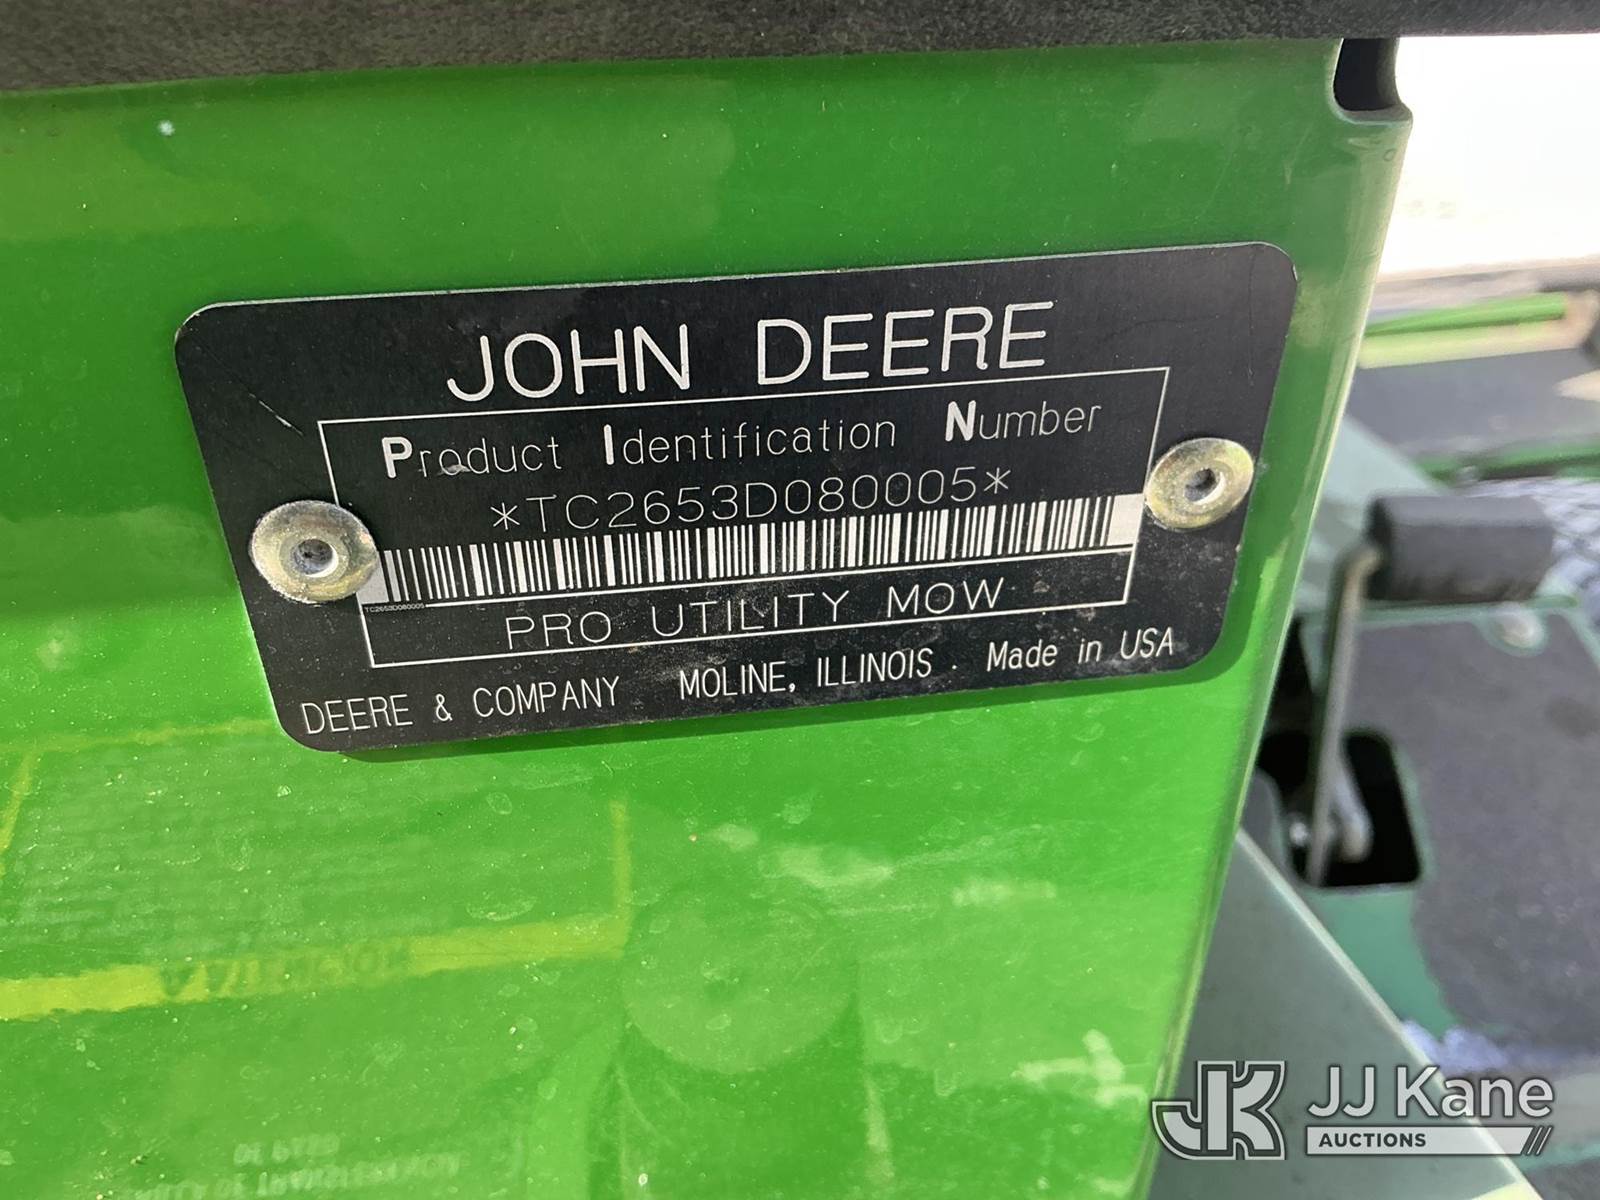 JOHN DEERE
Product Identification Number
*TC2653D080005*
TC2653D080005
PRO UTILITY MOW
DEERE & COMPANY MOLINE, ILLINOIS . Made in USA
JJ Kane
AUCTIONS